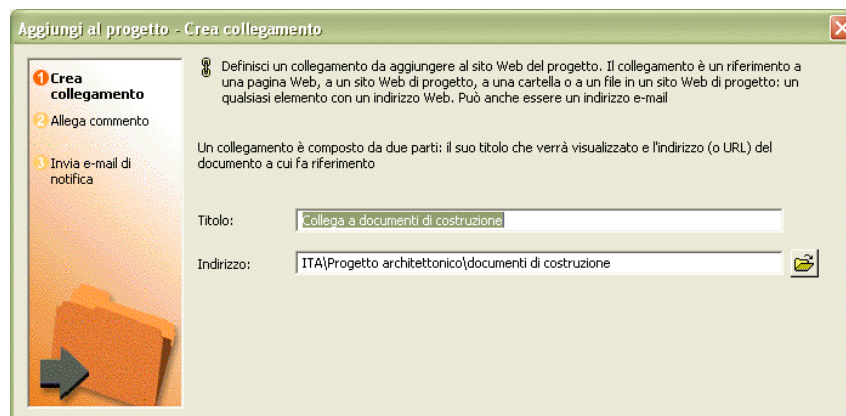 Aggiungi al progetto - Crea collegamento
1 Crea
collegamento
2 Allega commento
3 Invia e-mail di
notifica
Definisci un collegamento da aggiungere al sito Web del progetto. Il collegamento è un riferimento a
una pagina Web, a un sito Web di progetto, a una cartella o a un file in un sito Web di progetto: un
qualsiasi elemento con un indirizzo Web. Può anche essere un indirizzo e-mail
Un collegamento è composto da due parti: il suo titolo che verrà visualizzato e l'indirizzo (o URL) del
documento a cui fa riferimento
Titolo: Collega a documenti di costruzione
Indirizzo: ITA\Progetto architettonico\documenti di costruzione